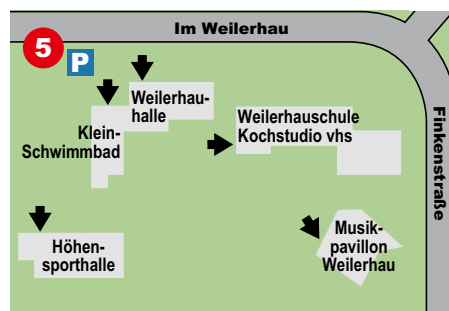 Im Weilerhau
5
P
Weilerhau-
halle
Klein-
Schwimmbad
Weilerhauschule
Kochstudio vhs
Finkenstraße
Höhen-
sporthalle
Musik-
pavillon
Weilerhau